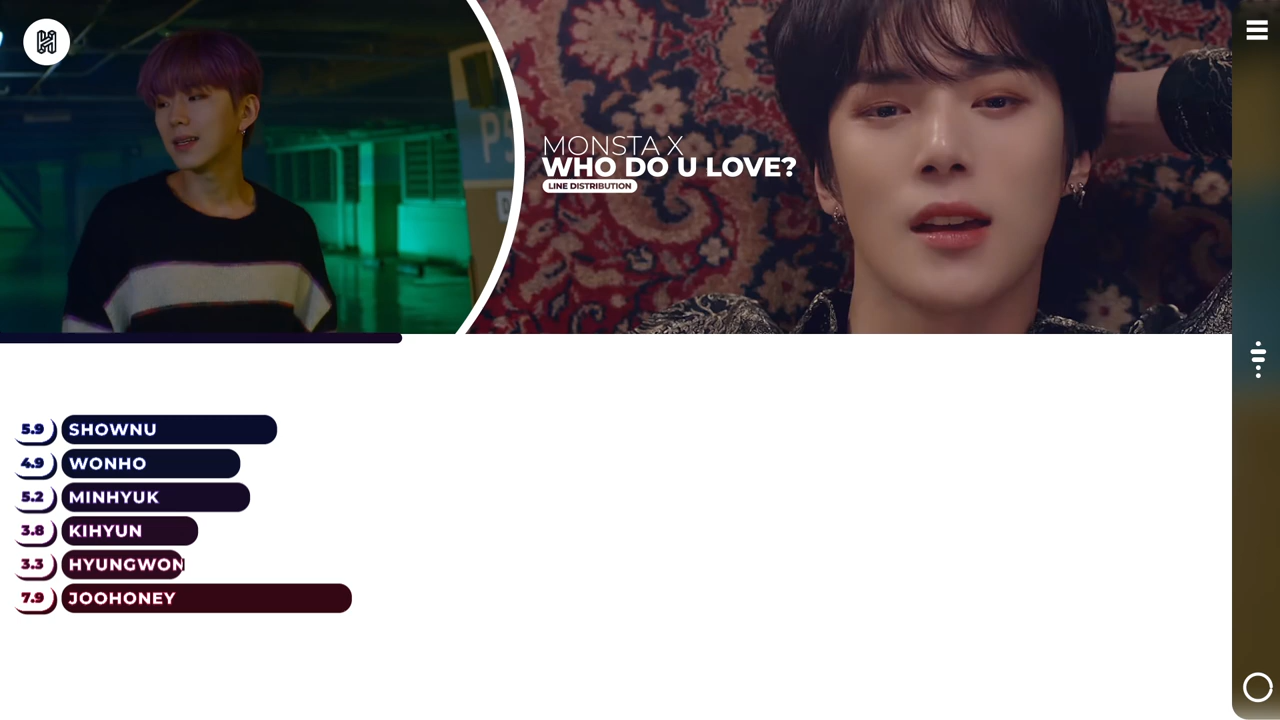 MONSTA X
WHO DO U LOVE?
LINE DISTRIBUTION
5.9 SHOWNU
4.9 WONHO
5.2 MINHYUK
3.8 KIHYUN
3.3 HYUNGWON
7.9 JOOHONEY